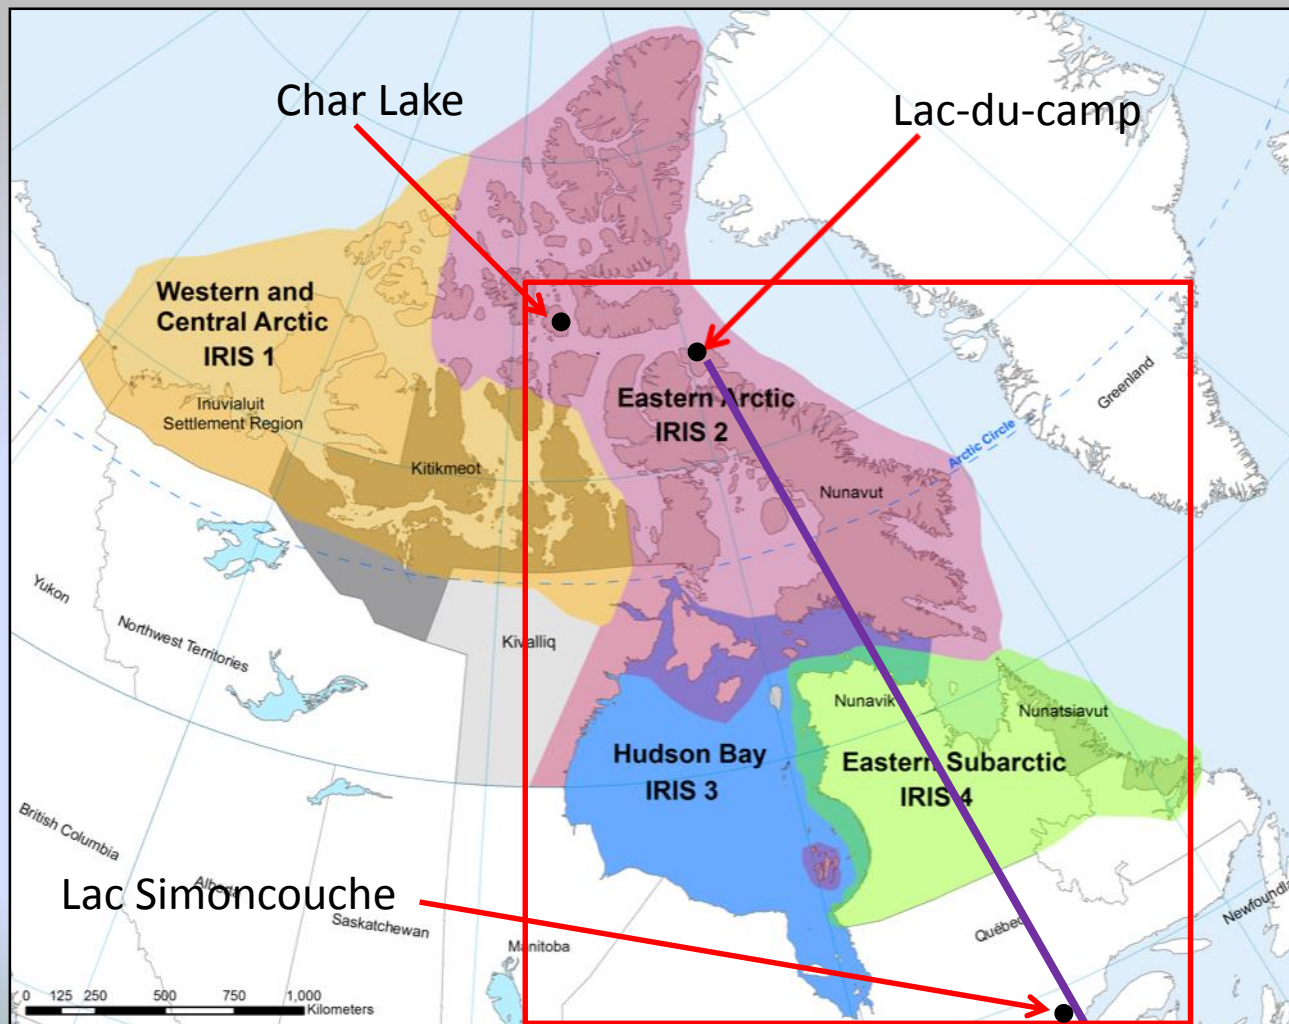 Char Lake
Lac-du-camp
Western and
Central Arctic
IRIS 1
Inuvialuit
Settlement Region
Kitikmeot
Eastern Arctic
IRIS 2
Greenland
Arctic Circle
Nunavut
Yukon
Northwest Territories
Kivalliq
Nunavik
Nunatsiavut
Hudson Bay
IRIS 3
Eastern Subarctic
IRIS 4
British Columbia
Alberta
Lac Simoncouche
Saskatchewan
Manitoba
Québec
0 125 250 500 750 1,000
Kilometers